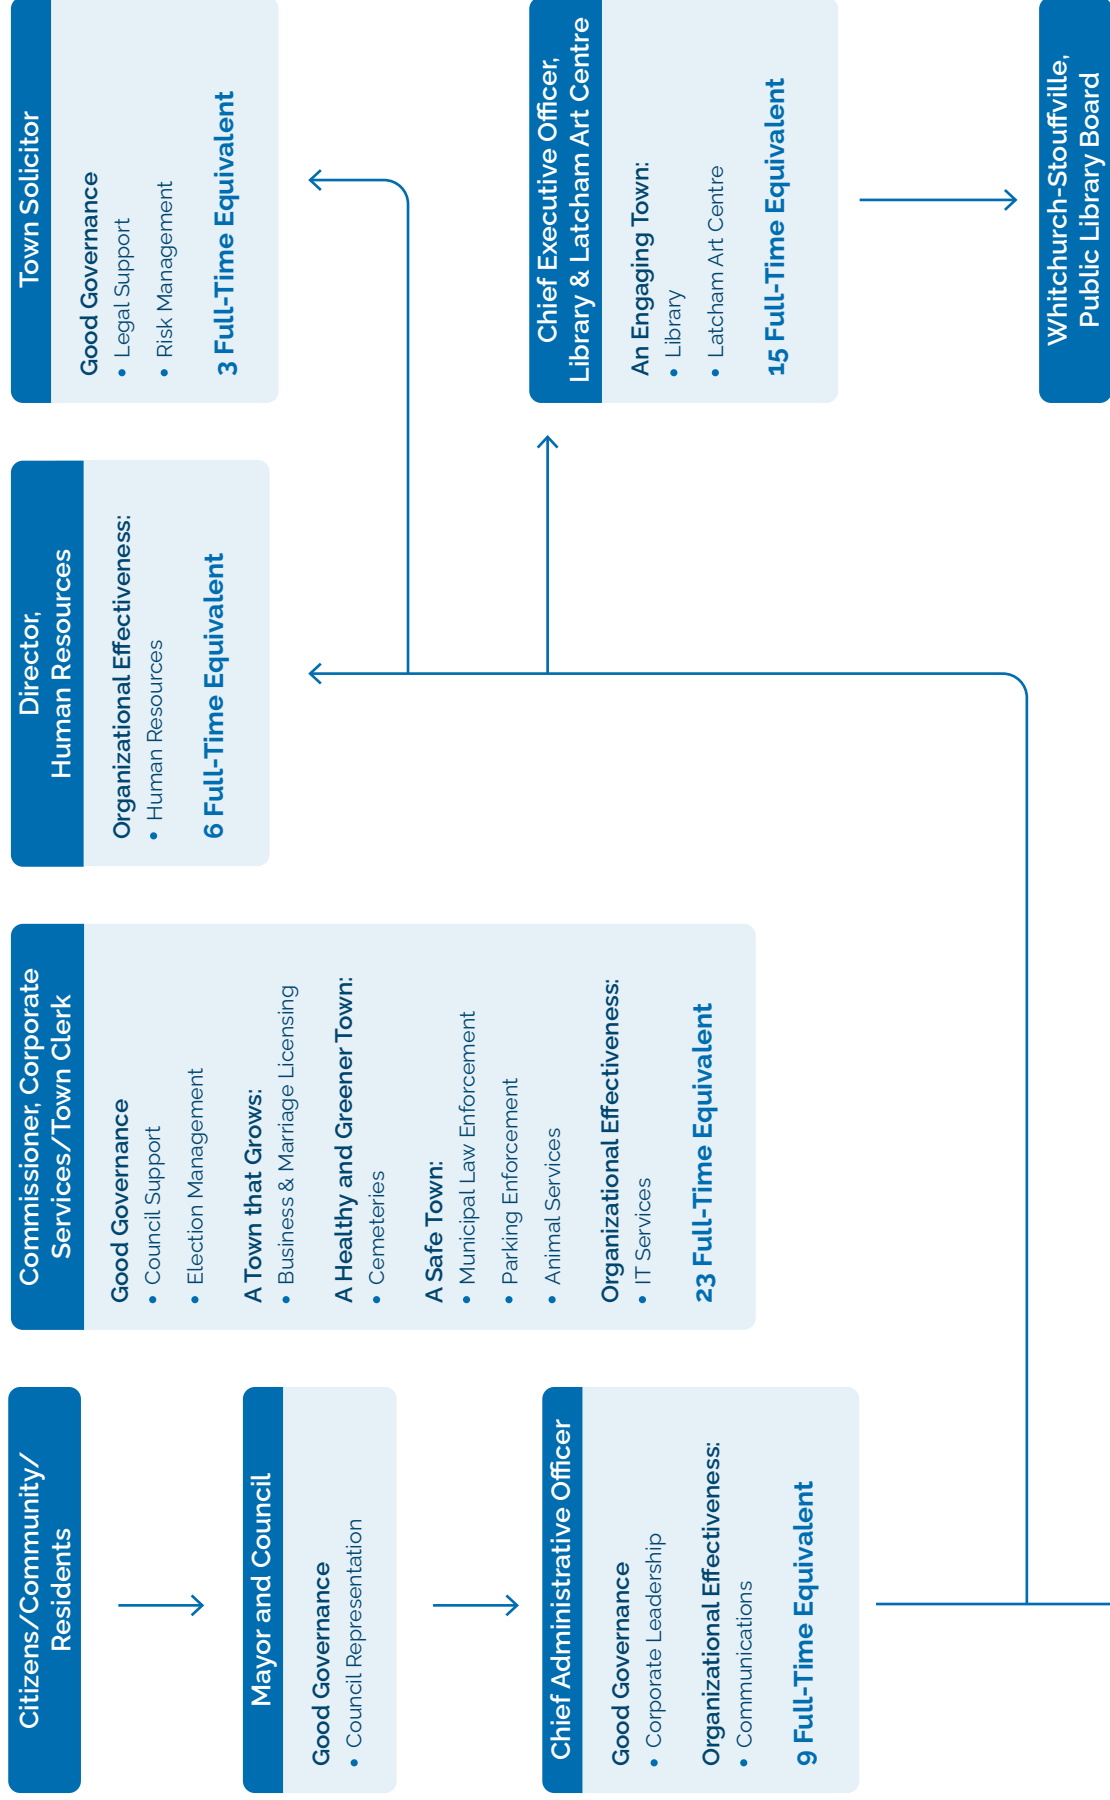 Citizens/Community/
Residents
Mayor and Council
Good Governance
• Council Representation
Chief Administrative Officer
Good Governance
• Corporate Leadership
Organizational Effectiveness:
• Communications
9 Full-Time Equivalent
Commissioner, Corporate
Services/Town Clerk
Good Governance
• Council Support
• Election Management
A Town that Grows:
• Business & Marriage Licensing
A Healthy and Greener Town:
• Cemeteries
A Safe Town:
• Municipal Law Enforcement
• Parking Enforcement
• Animal Services
Organizational Effectiveness:
• IT Services
23 Full-Time Equivalent
Director,
Human Resources
Organizational Effectiveness:
• Human Resources
6 Full-Time Equivalent
Town Solicitor
Good Governance
• Legal Support
• Risk Management
3 Full-Time Equivalent
Chief Executive Officer,
Library & Latcham Art Centre
An Engaging Town:
• Library
• Latcham Art Centre
15 Full-Time Equivalent
Whitchurch-Stouffville,
Public Library Board